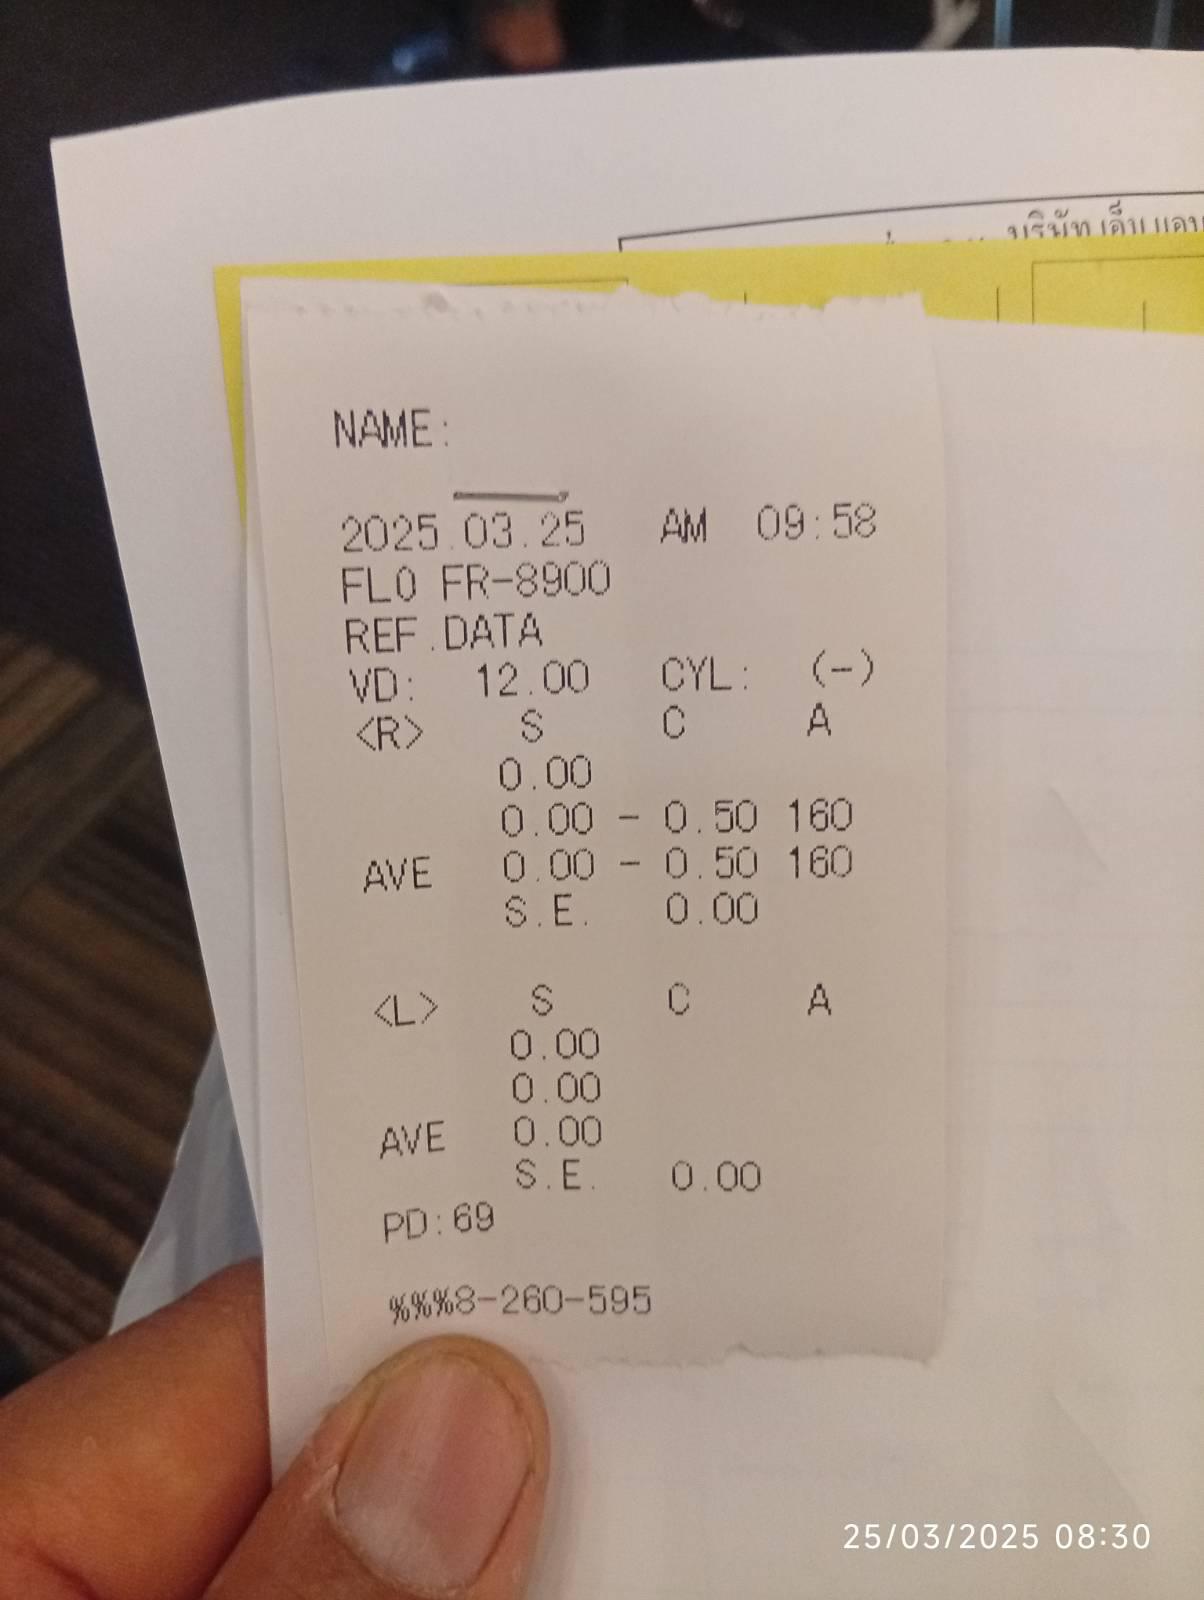 บริษัท เอ็น แอน
NAME:
2025.03.25 AM 09:58
FLO FR-8900
REF.DATA
VD: 12.00 CYL: (-)
<R> S C A
0.00
0.00 - 0.50 160
AVE 0.00 - 0.50 160
S.E. 0.00
<L> S C A
0.00
0.00
AVE 0.00
S.E. 0.00
PD:69
%%%8-260-595
25/03/2025 08:30